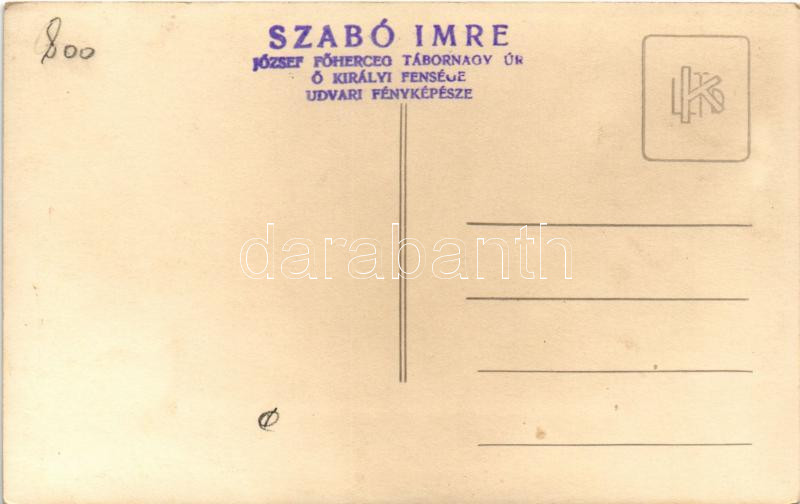 800
SZABÓ IMRE
JÓZSEF FŐHERCEG TÁBORNAGY ÚR
Ő KIRÁLYI FENSÉGE
UDVARI FÉNYKÉPÉSZE
darabanth